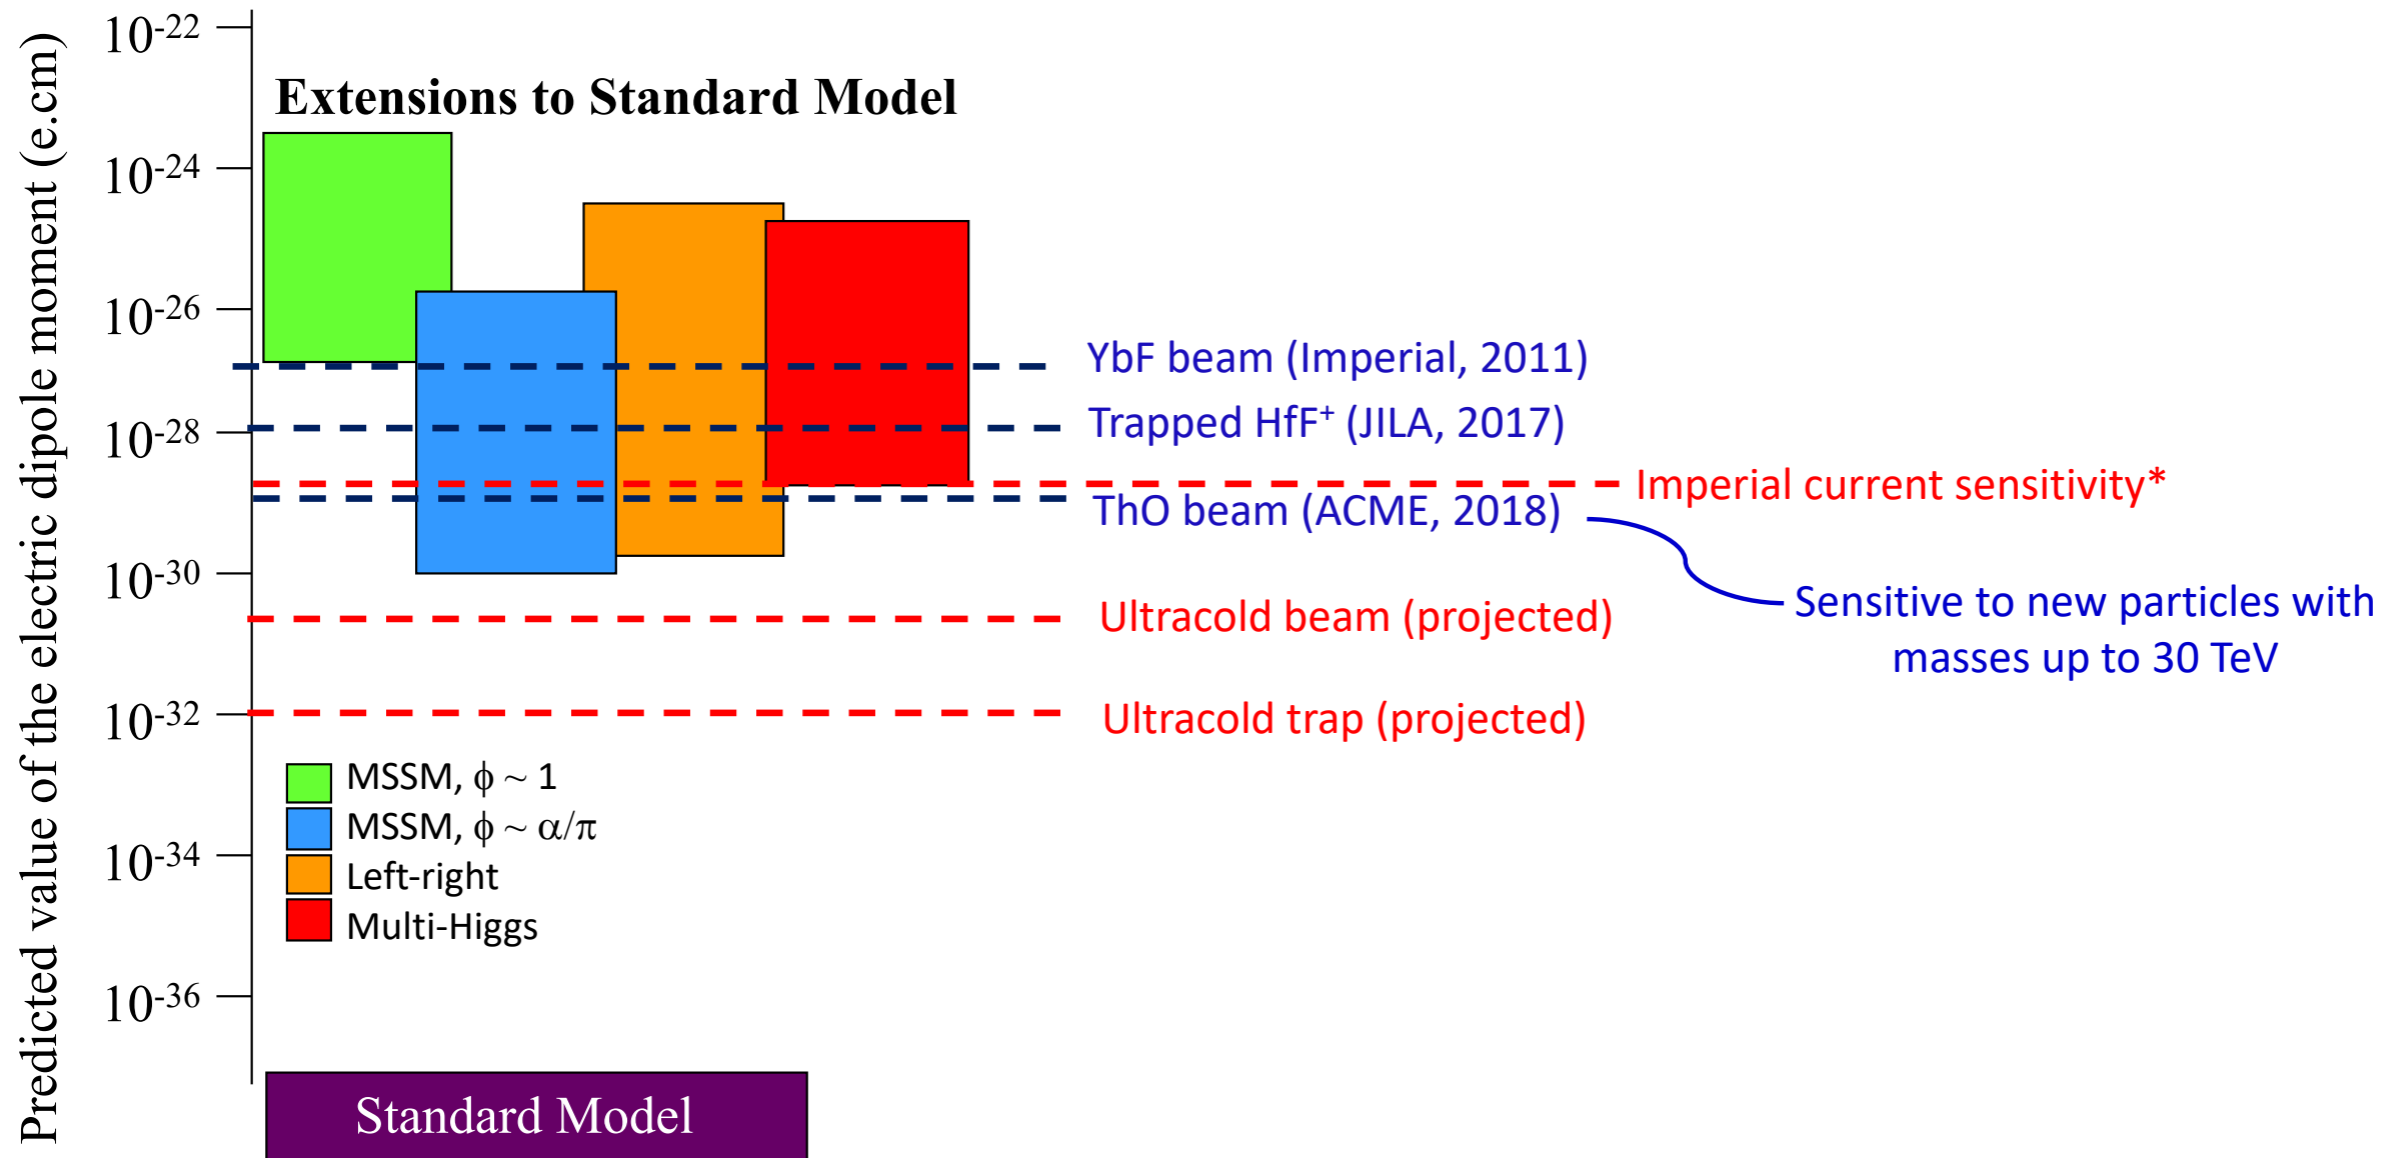 Predicted value of the electric dipole moment (e.cm)
10-22
10-24
10-26
10-28
10-30
10-32
10-34
10-36
Extensions to Standard Model
YbF beam (Imperial, 2011)
Trapped HfF+ (JILA, 2017)
Imperial current sensitivity*
ThO beam (ACME, 2018)
Sensitive to new particles with
masses up to 30 TeV
Ultracold beam (projected)
Ultracold trap (projected)
MSSM, ϕ ~ 1
MSSM, ϕ ~ α/π
Left-right
Multi-Higgs
Standard Model